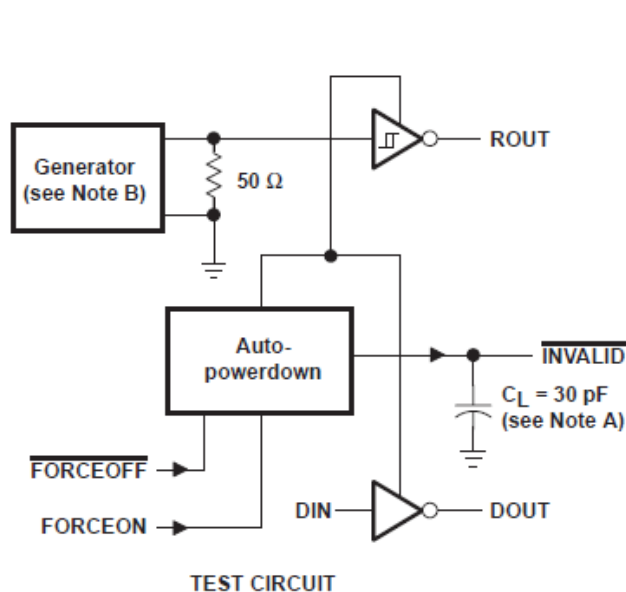 ROUT
Generator
(see Note B)
50 Ω
Auto-
powerdown
INVALID
CL = 30 pF
(see Note A)
FORCEOFF
FORCEON
DIN
DOUT
TEST CIRCUIT